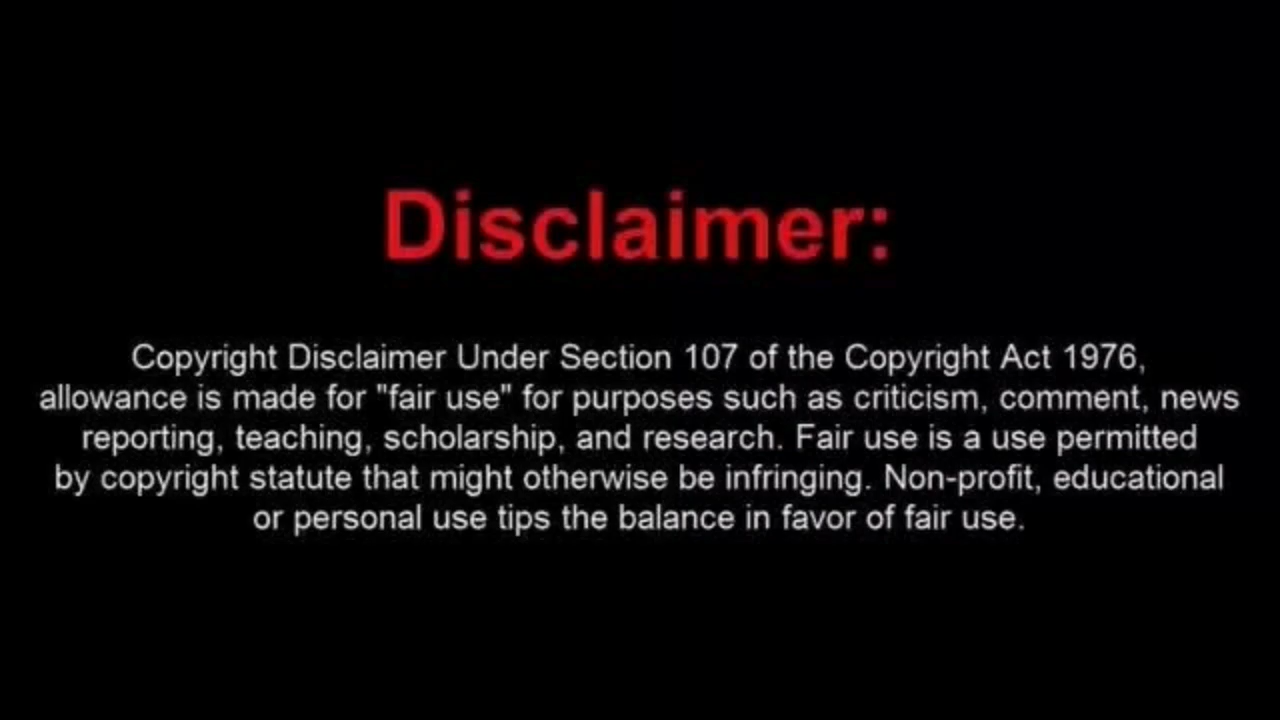 Disclaimer:
Copyright Disclaimer Under Section 107 of the Copyright Act 1976,
allowance is made for "fair use" for purposes such as criticism, comment, news
reporting, teaching, scholarship, and research. Fair use is a use permitted
by copyright statute that might otherwise be infringing. Non-profit, educational
or personal use tips the balance in favor of fair use.